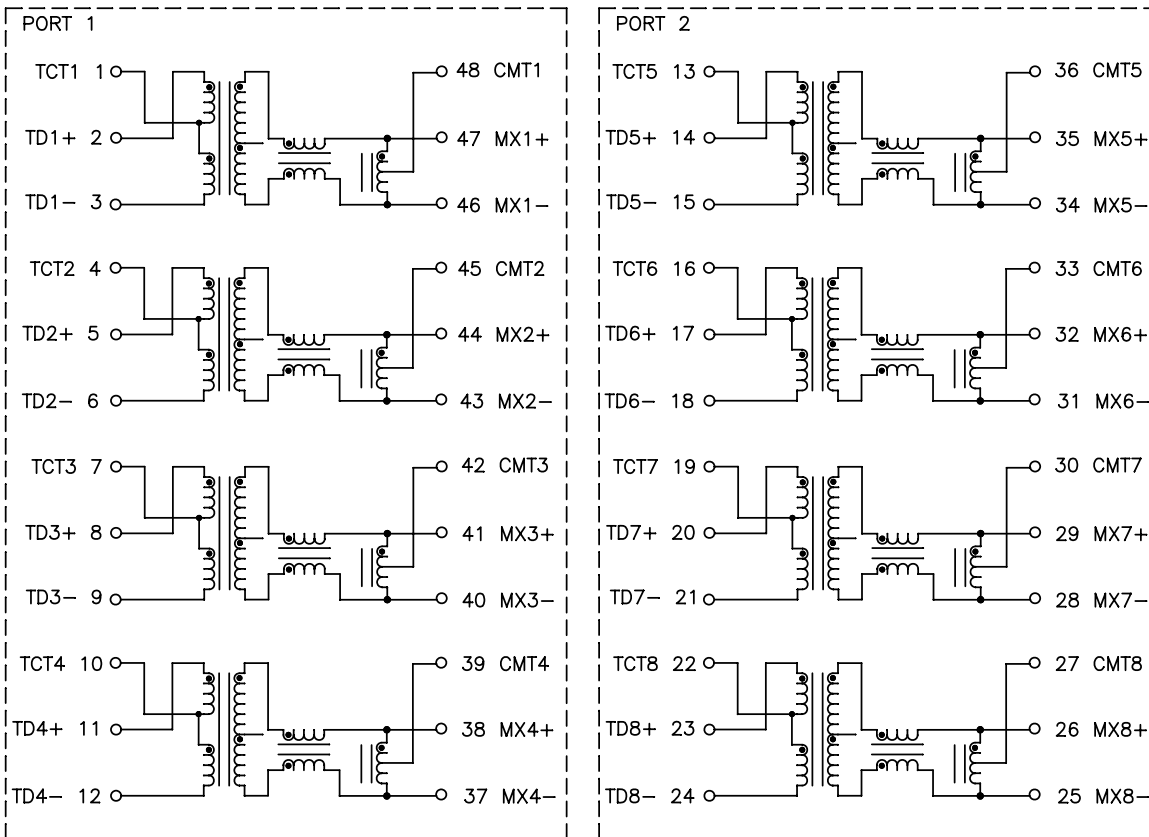 PORT 1
TCT1 1 48 CMT1
TD1+ 2 47 MX1+
TD1− 3 46 MX1−
TCT2 4 45 CMT2
TD2+ 5 44 MX2+
TD2− 6 43 MX2−
TCT3 7 42 CMT3
TD3+ 8 41 MX3+
TD3− 9 40 MX3−
TCT4 10 39 CMT4
TD4+ 11 38 MX4+
TD4− 12 37 MX4−
PORT 2
TCT5 13 36 CMT5
TD5+ 14 35 MX5+
TD5− 15 34 MX5−
TCT6 16 33 CMT6
TD6+ 17 32 MX6+
TD6− 18 31 MX6−
TCT7 19 30 CMT7
TD7+ 20 29 MX7+
TD7− 21 28 MX7−
TCT8 22 27 CMT8
TD8+ 23 26 MX8+
TD8− 24 25 MX8−